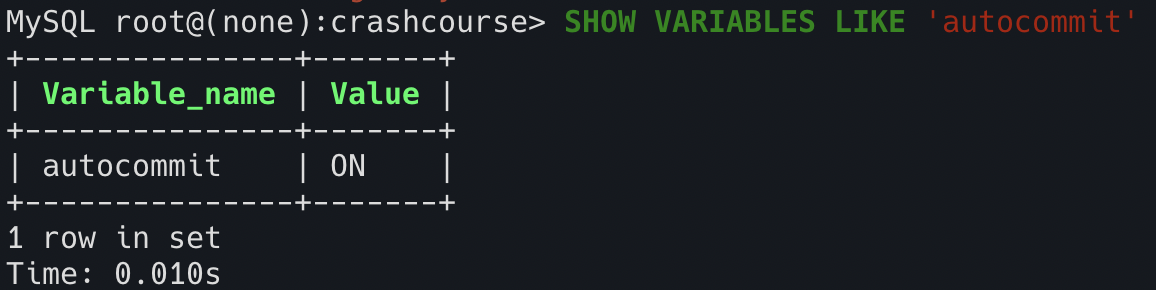 MySQL root@(none):crashcourse> SHOW VARIABLES LIKE 'autocommit'
+---------------+-------+
| Variable_name | Value |
+---------------+-------+
| autocommit    | ON    |
+---------------+-------+
1 row in set
Time: 0.010s